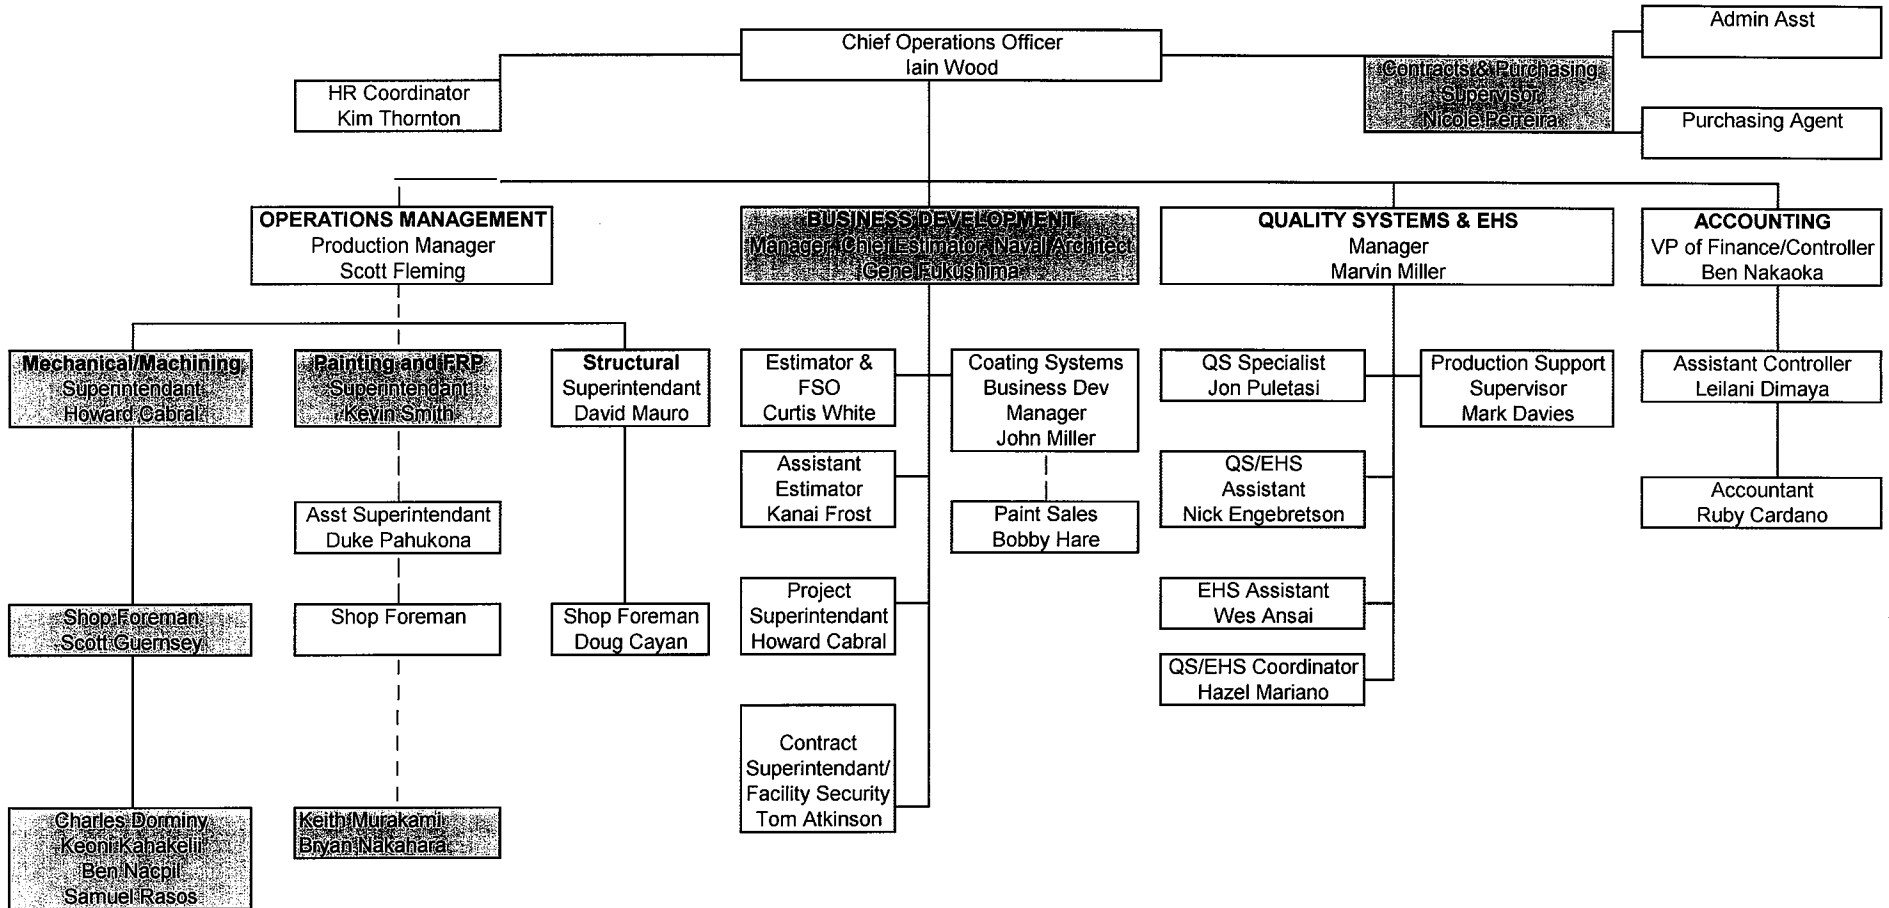 Admin Asst
Chief Operations Officer
Iain Wood
Contracts & Purchasing
Supervisor
Nicole Perreira
HR Coordinator
Kim Thornton
Purchasing Agent
OPERATIONS MANAGEMENT
Production Manager
Scott Fleming
BUSINESS DEVELOPMENT
Manager, Chief Estimator, Naval Architect
Gene Fukushima
QUALITY SYSTEMS & EHS
Manager
Marvin Miller
ACCOUNTING
VP of Finance/Controller
Ben Nakaoka
Mechanical/Machining
Superintendant
Howard Cabral
Painting and FRP
Superintendant
Kevin Smith
Structural
Superintendant
David Mauro
Estimator &
FSO
Curtis White
Coating Systems
Business Dev
Manager
John Miller
QS Specialist
Jon Puletasi
Production Support
Supervisor
Mark Davies
Assistant Controller
Leilani Dimaya
Assistant
Estimator
Kanai Frost
QS/EHS
Assistant
Nick Engebretson
Accountant
Ruby Cardano
Asst Superintendant
Duke Pahukona
Paint Sales
Bobby Hare
Project
Superintendant
Howard Cabral
EHS Assistant
Wes Ansai
Shop Foreman
Scott Guernsey
Shop Foreman
Shop Foreman
Doug Cayan
QS/EHS Coordinator
Hazel Mariano
Contract
Superintendant/
Facility Security
Tom Atkinson
Charles Dorminy
Keoni Kanakelii
Ben Nacpil
Samuel Rasos
Keith Murakami
Bryan Nakahara